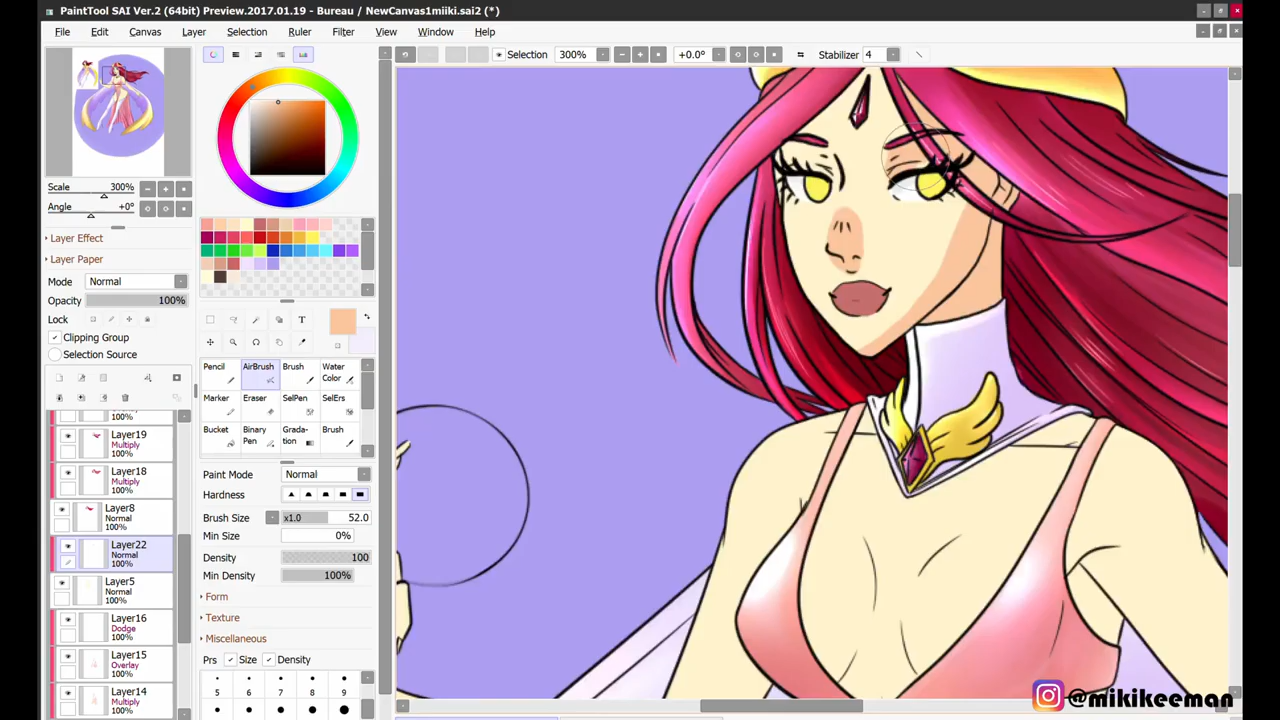 PaintTool SAI Ver.2 (64bit) Preview.2017.01.19 - Bureau / NewCanvas1miiki.sai2 (*)
File Edit Canvas Layer Selection Ruler Filter View Window Help
Selection 300% +0.0° Stabilizer 4
Scale 300%
Angle +0°
Layer Effect
Layer Paper
Mode Normal
Opacity 100%
Lock
Clipping Group
Selection Source
100%
Layer19
Multiply
100%
Layer18
Multiply
100%
Layer8
Normal
100%
Layer22
Normal
100%
Layer5
Normal
100%
Layer16
Dodge
100%
Layer15
Overlay
100%
Layer14
Multiply
100%
T
Pencil AirBrush Brush Water Color
Marker Eraser SelPen SelErs
Bucket Binary Pen Grada-tion Brush
Paint Mode Normal
Hardness
Brush Size x1.0 52.0
Min Size 0%
Density 100
Min Density 100%
Form
Texture
Miscellaneous
Prs Size Density
5 6 7 8 9
@mikikeeman